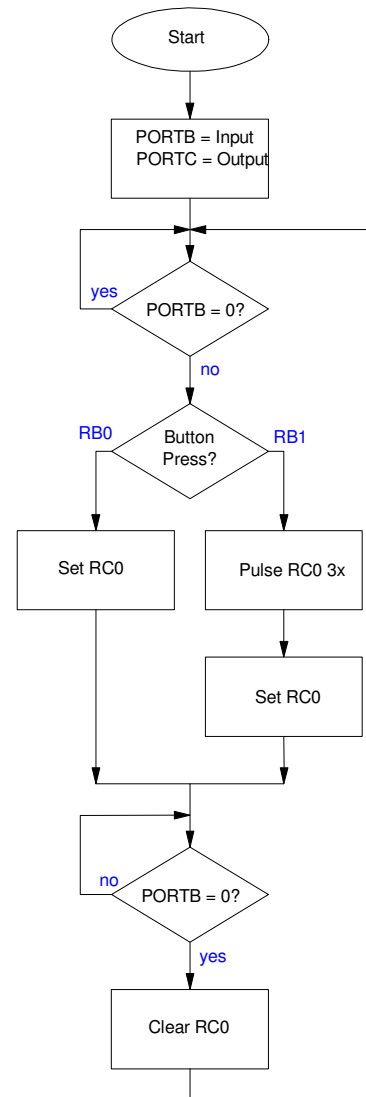 Start
PORTB = Input
PORTC = Output
yes
PORTB = 0?
no
RB0
Button
Press?
RB1
Set RC0
Pulse RC0 3x
Set RC0
no
PORTB = 0?
yes
Clear RC0